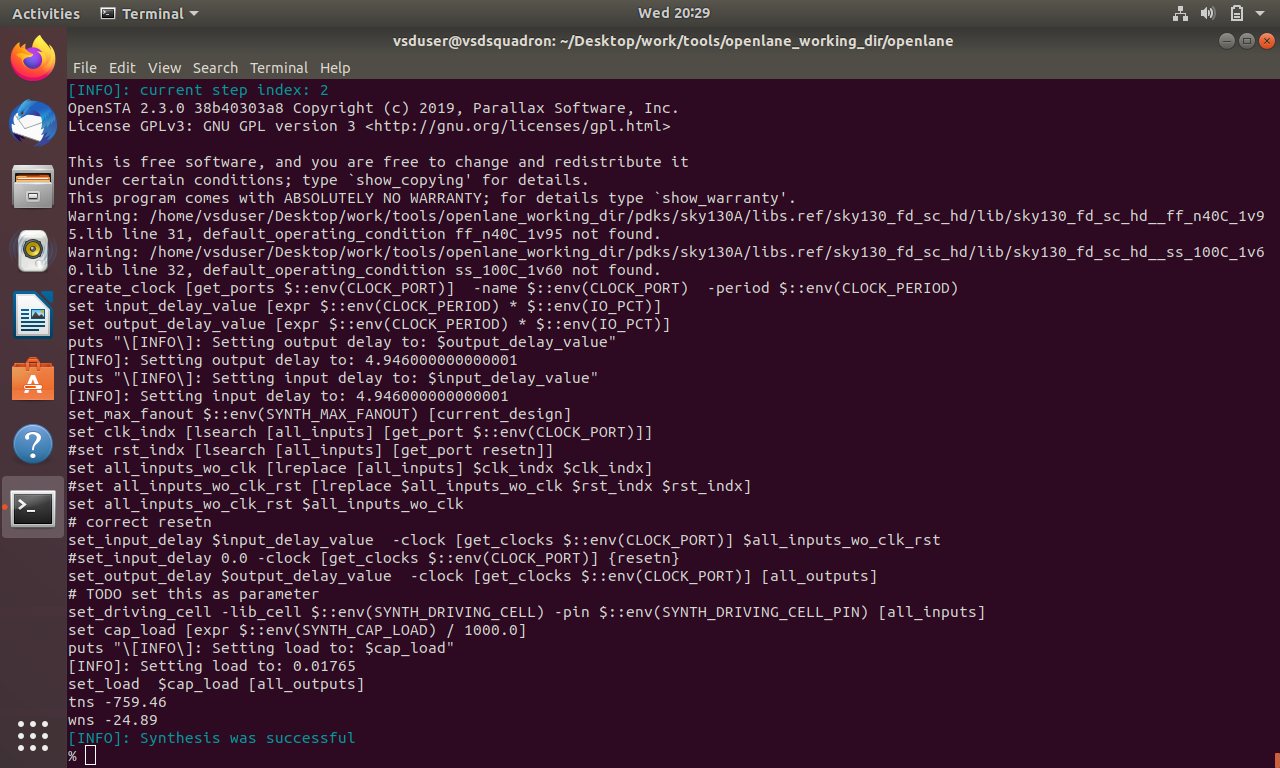 Activities
Terminal
Wed 20:29
vsduser@vsdsquadron: ~/Desktop/work/tools/openlane_working_dir/openlane
File Edit View Search Terminal Help
[INFO]: current step index: 2
OpenSTA 2.3.0 38b40303a8 Copyright (c) 2019, Parallax Software, Inc.
License GPLv3: GNU GPL version 3 <http://gnu.org/licenses/gpl.html>
This is free software, and you are free to change and redistribute it
under certain conditions; type `show_copying' for details.
This program comes with ABSOLUTELY NO WARRANTY; for details type `show_warranty'.
Warning: /home/vsduser/Desktop/work/tools/openlane_working_dir/pdks/sky130A/libs.ref/sky130_fd_sc_hd/lib/sky130_fd_sc_hd__ff_n40C_1v9
5.lib line 31, default_operating_condition ff_n40C_1v95 not found.
Warning: /home/vsduser/Desktop/work/tools/openlane_working_dir/pdks/sky130A/libs.ref/sky130_fd_sc_hd/lib/sky130_fd_sc_hd__ss_100C_1v6
0.lib line 32, default_operating_condition ss_100C_1v60 not found.
create_clock [get_ports $::env(CLOCK_PORT)]  -name $::env(CLOCK_PORT)  -period $::env(CLOCK_PERIOD)
set input_delay_value [expr $::env(CLOCK_PERIOD) * $::env(IO_PCT)]
set output_delay_value [expr $::env(CLOCK_PERIOD) * $::env(IO_PCT)]
puts "\[INFO\]: Setting output delay to: $output_delay_value"
[INFO]: Setting output delay to: 4.946000000000001
puts "\[INFO\]: Setting input delay to: $input_delay_value"
[INFO]: Setting input delay to: 4.946000000000001
set_max_fanout $::env(SYNTH_MAX_FANOUT) [current_design]
set clk_indx [lsearch [all_inputs] [get_port $::env(CLOCK_PORT)]]
#set rst_indx [lsearch [all_inputs] [get_port resetn]]
set all_inputs_wo_clk [lreplace [all_inputs] $clk_indx $clk_indx]
#set all_inputs_wo_clk_rst [lreplace $all_inputs_wo_clk $rst_indx $rst_indx]
set all_inputs_wo_clk_rst $all_inputs_wo_clk
# correct resetn
set_input_delay $input_delay_value  -clock [get_clocks $::env(CLOCK_PORT)] $all_inputs_wo_clk_rst
#set_input_delay 0.0 -clock [get_clocks $::env(CLOCK_PORT)] {resetn}
set_output_delay $output_delay_value  -clock [get_clocks $::env(CLOCK_PORT)] [all_outputs]
# TODO set this as parameter
set_driving_cell -lib_cell $::env(SYNTH_DRIVING_CELL) -pin $::env(SYNTH_DRIVING_CELL_PIN) [all_inputs]
set cap_load [expr $::env(SYNTH_CAP_LOAD) / 1000.0]
puts "\[INFO\]: Setting load to: $cap_load"
[INFO]: Setting load to: 0.01765
set_load  $cap_load [all_outputs]
tns -759.46
wns -24.89
[INFO]: Synthesis was successful
%